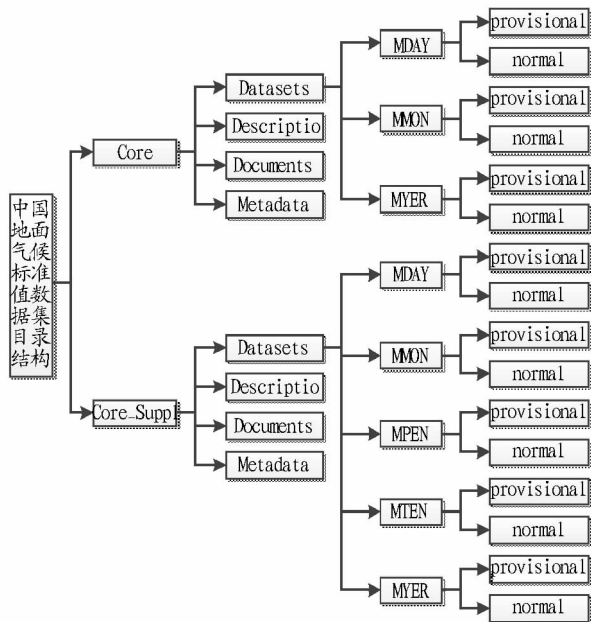 中国
地面
气候
标准
值数
据集
目录
结构
Core
Datasets
MDAY
provisional
normal
MMON
provisional
normal
MYER
provisional
normal
Descriptio
Documents
Metadata
Core_Suppl
Datasets
MDAY
provisional
normal
MMON
provisional
normal
MPEN
provisional
normal
MTEN
provisional
normal
MYER
provisional
normal
Descriptio
Documents
Metadata